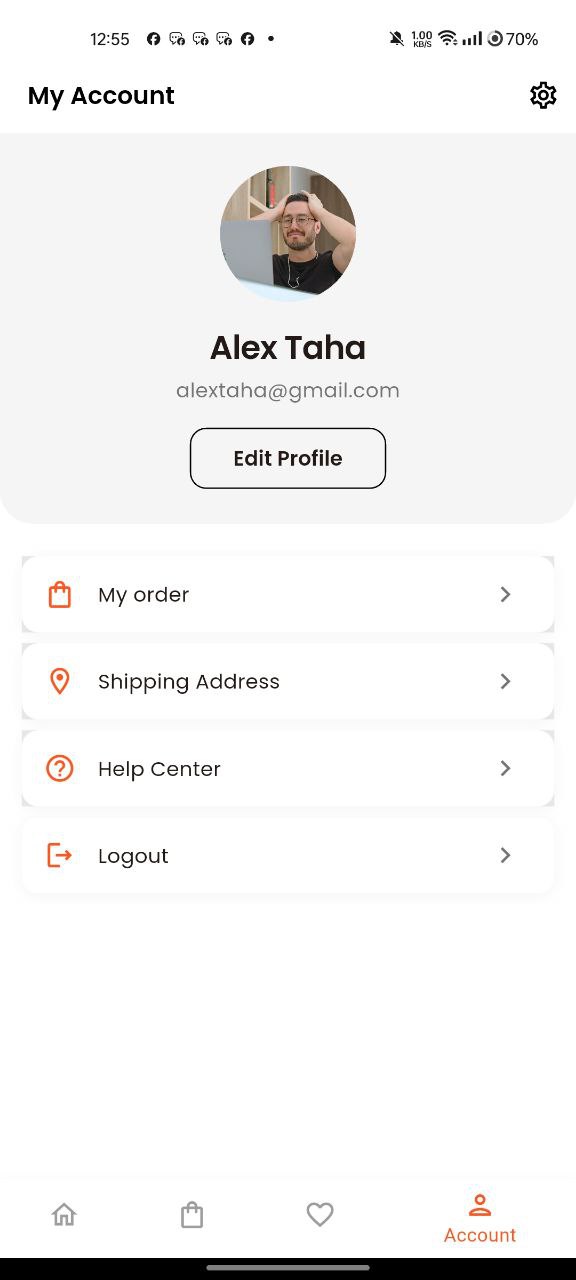 12:55
1.00
KB/S
70%
My Account
Alex Taha
alextaha@gmail.com
Edit Profile
My order
Shipping Address
Help Center
Logout
Account